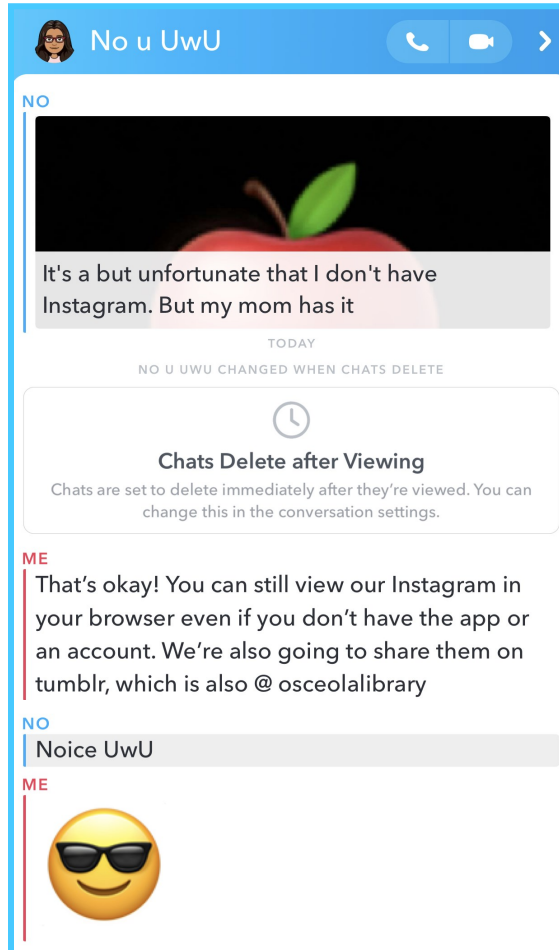 No u UwU
NO
It's a but unfortunate that I don't have
Instagram. But my mom has it
TODAY
NO U UWU CHANGED WHEN CHATS DELETE
Chats Delete after Viewing
Chats are set to delete immediately after they're viewed. You can
change this in the conversation settings.
ME
That's okay! You can still view our Instagram in
your browser even if you don't have the app or
an account. We're also going to share them on
tumblr, which is also @ osceolalibrary
NO
Noice UwU
ME